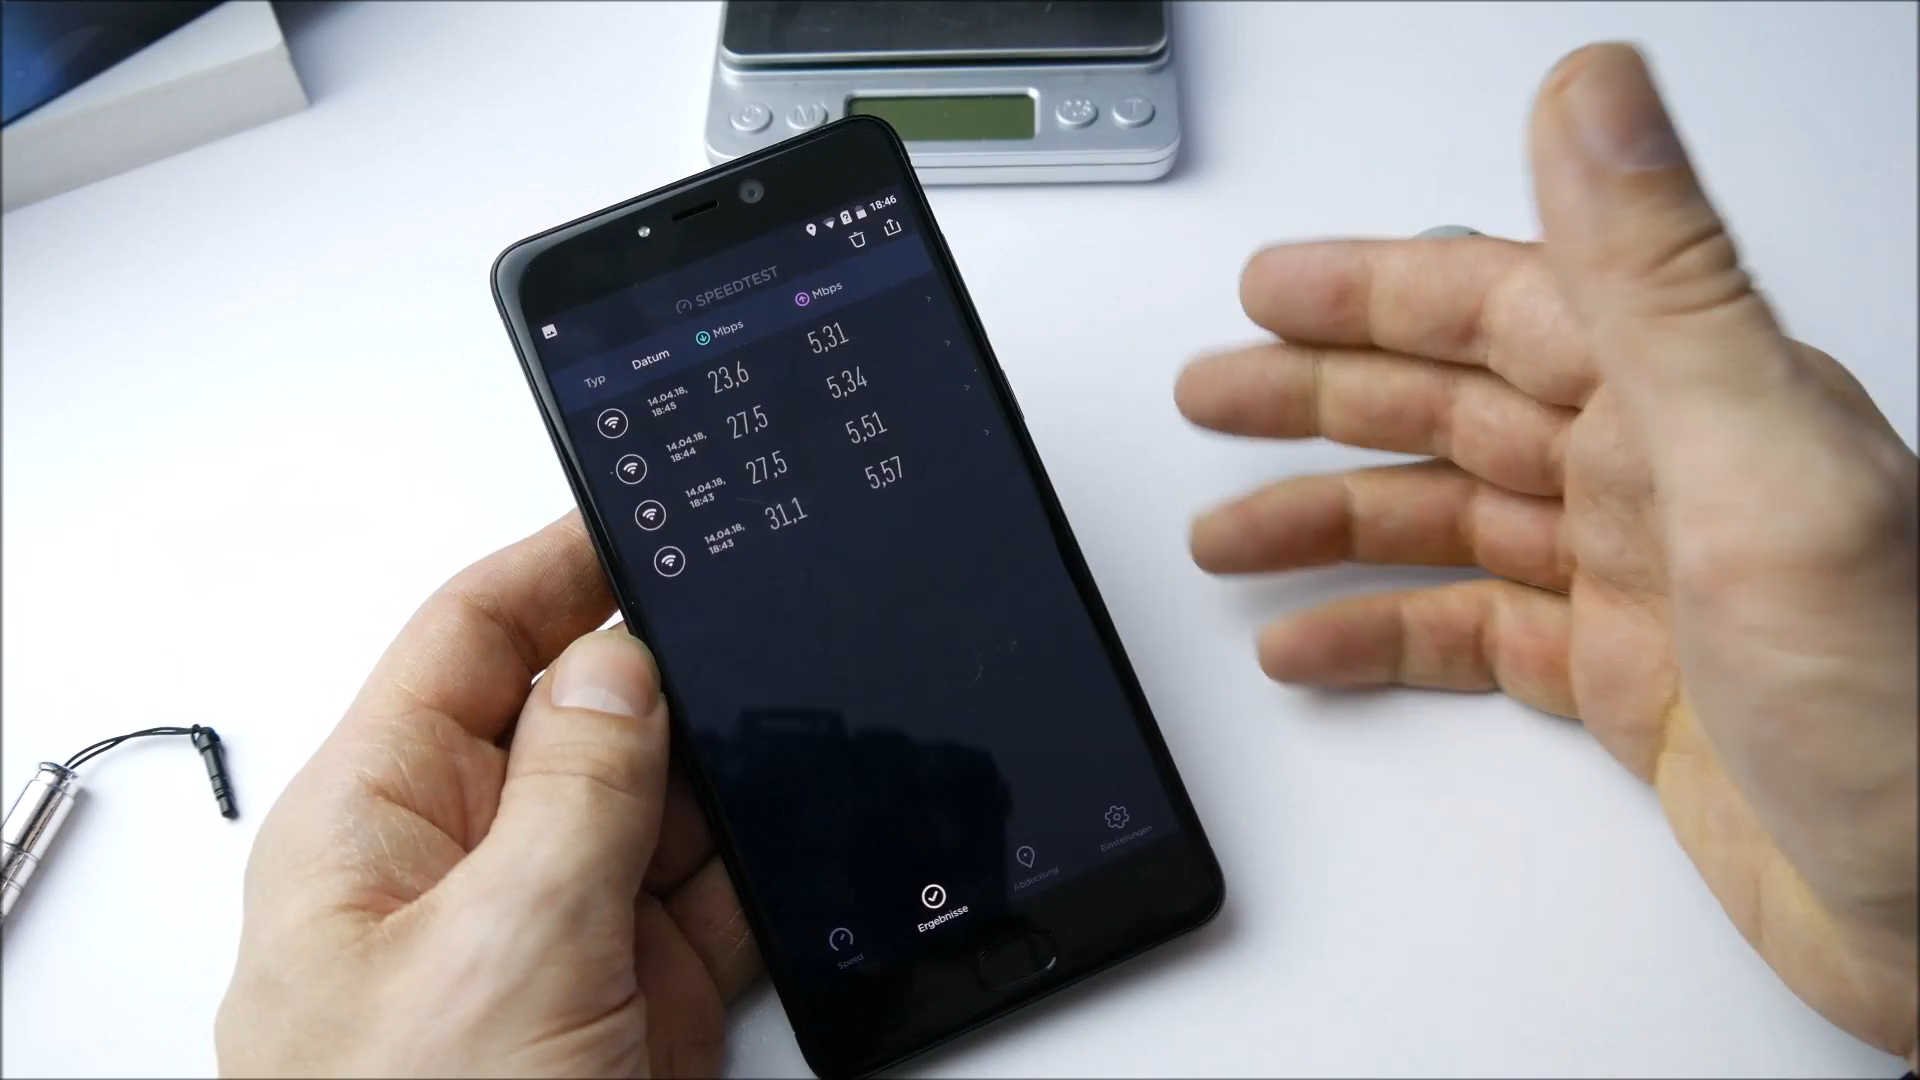 M
T
18:46
SPEEDTEST
Typ Datum Mbps Mbps
14.04.18, 18:45 23,6 5,31
14.04.18, 18:44 27,5 5,34
14.04.18, 18:43 27,5 5,51
14.04.18, 18:43 31,1 5,57
Speed Ergebnisse Abdeckung Einstellungen